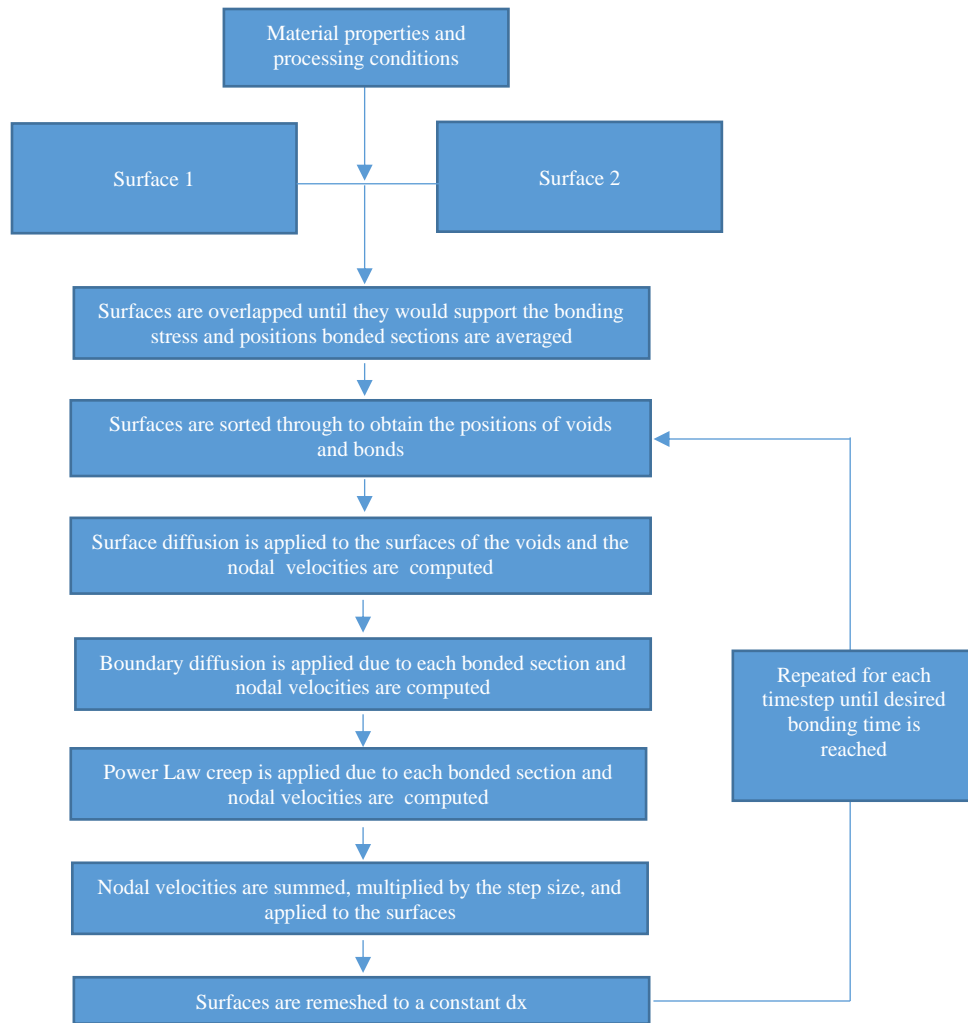 Material properties and
processing conditions
Surface 1
Surface 2
Surfaces are overlapped until they would support the bonding
stress and positions bonded sections are averaged
Surfaces are sorted through to obtain the positions of voids
and bonds
Surface diffusion is applied to the surfaces of the voids and the
nodal velocities are computed
Boundary diffusion is applied due to each bonded section and
nodal velocities are computed
Power Law creep is applied due to each bonded section and
nodal velocities are computed
Nodal velocities are summed, multiplied by the step size, and
applied to the surfaces
Surfaces are remeshed to a constant dx
Repeated for each
timestep until desired
bonding time is
reached